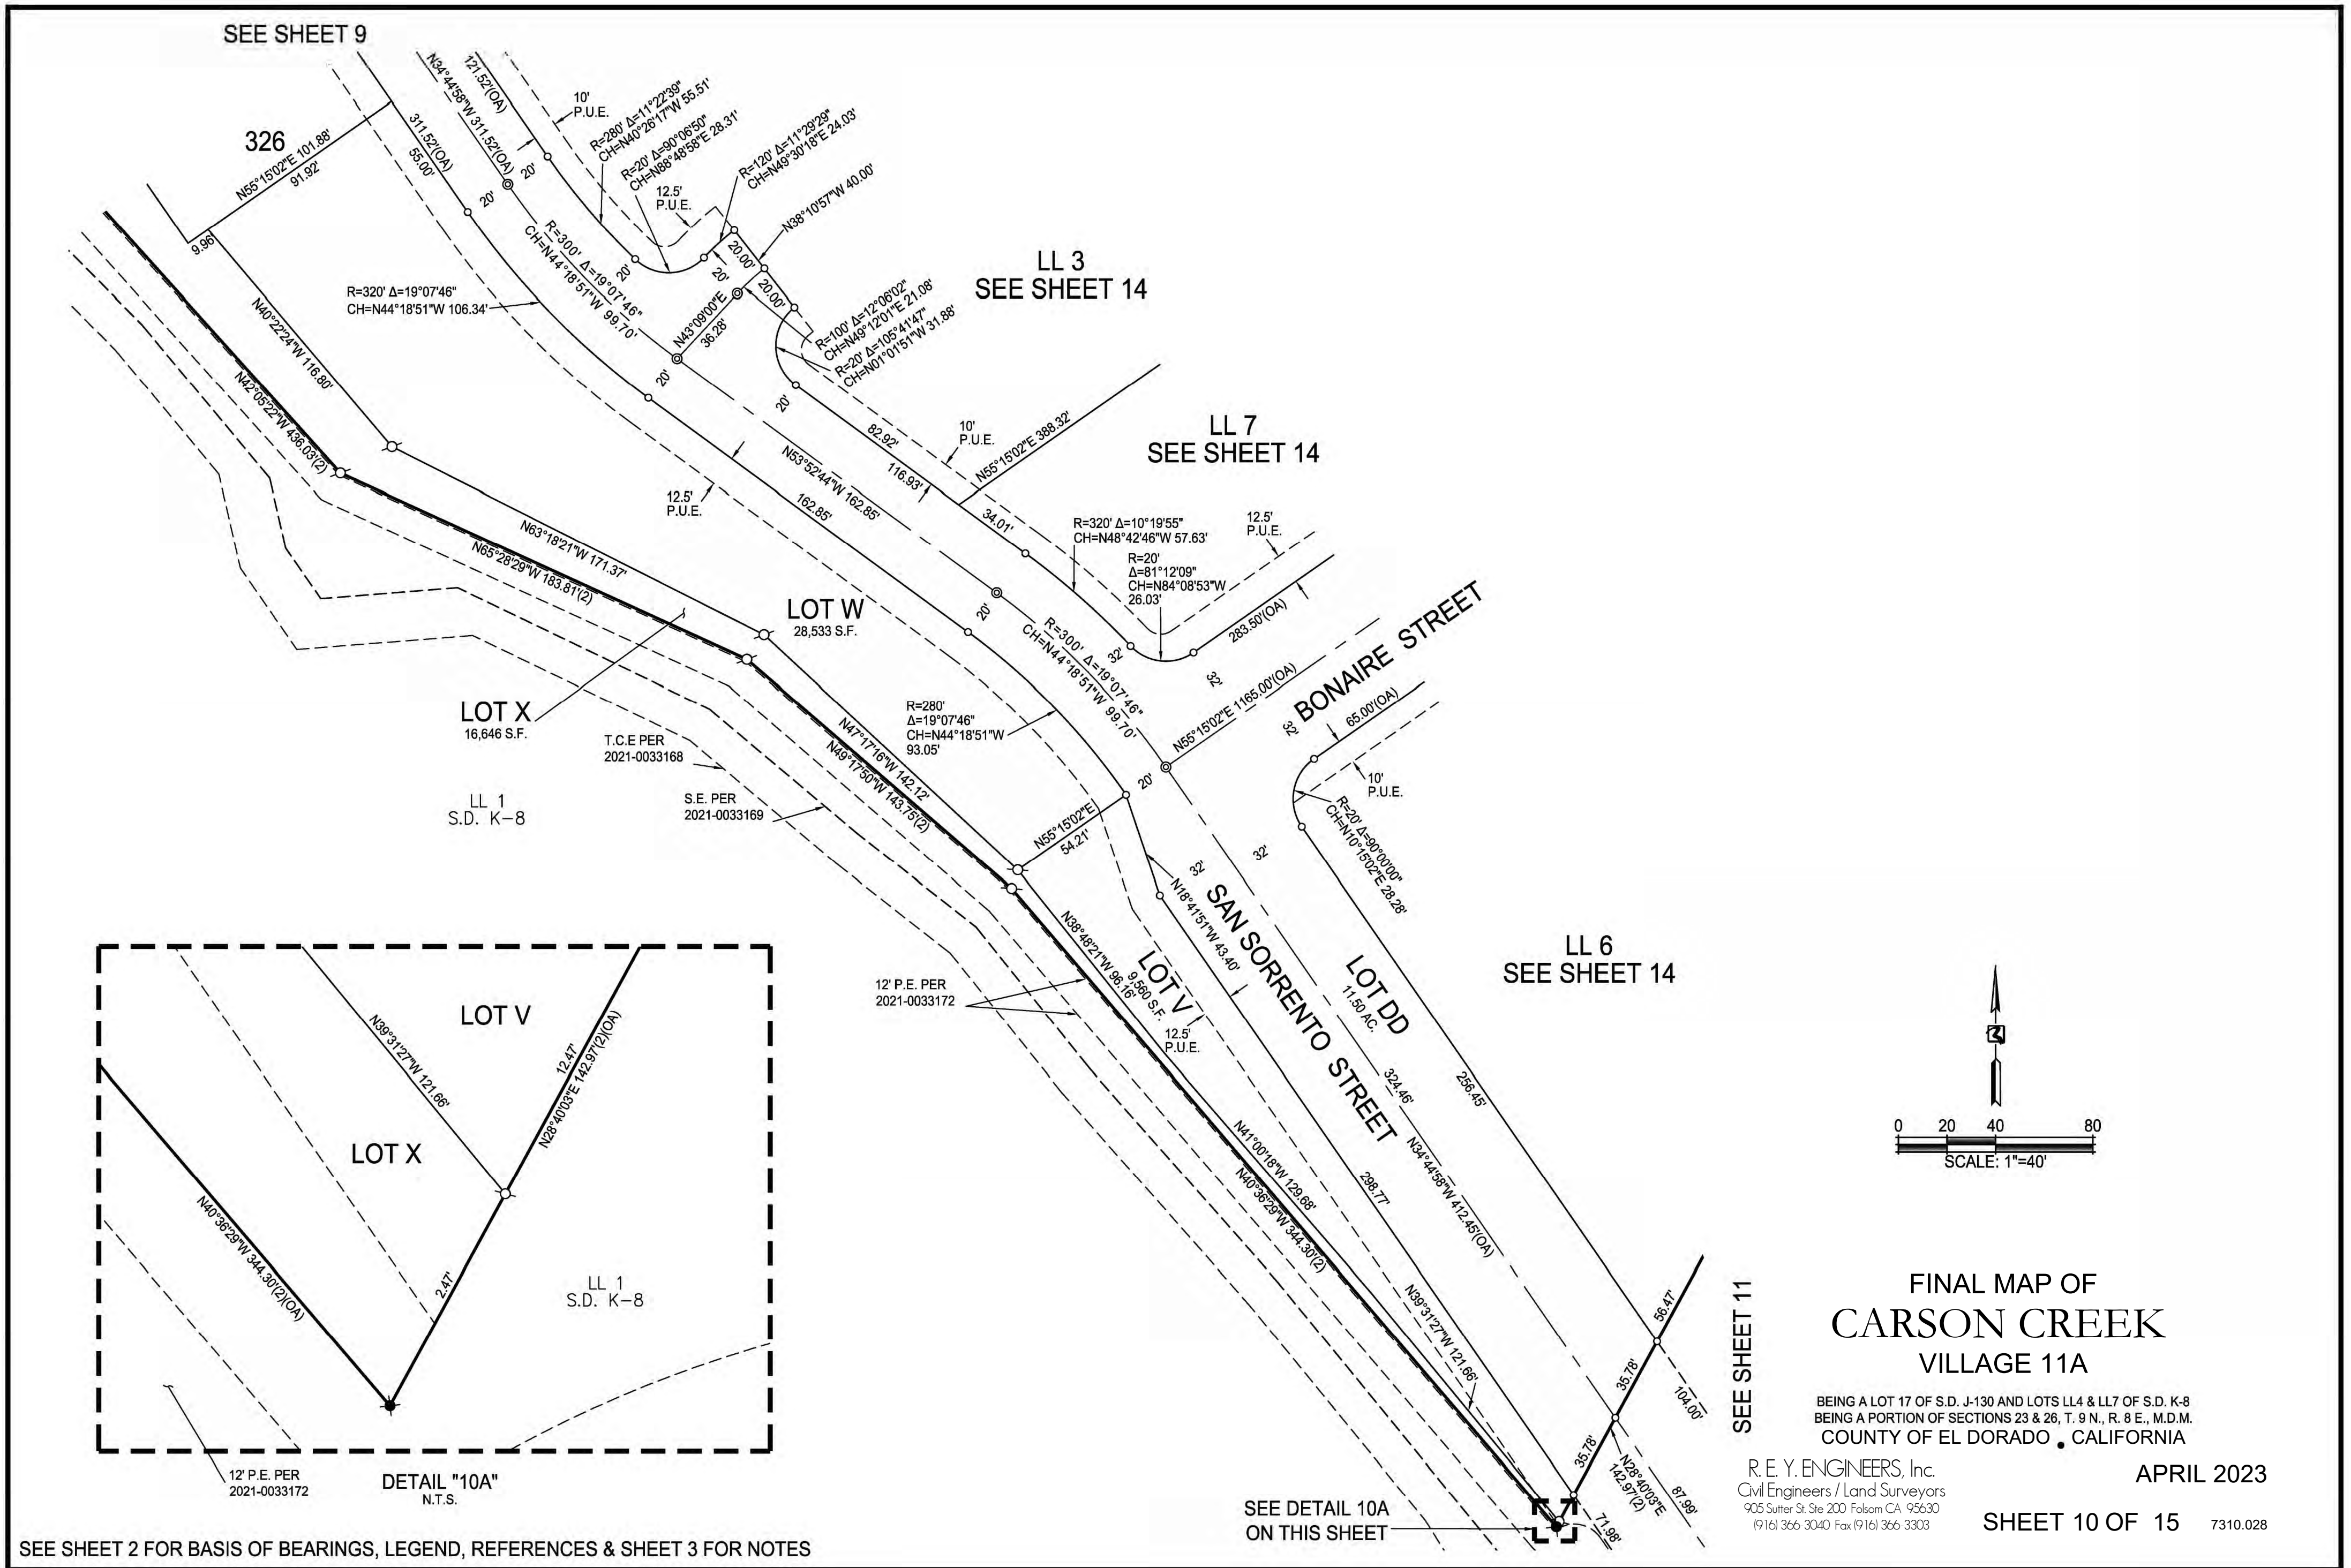 SEE SHEET 9
326
N55°15'02"E 101.88'
91.92'
9.96'
311.52'(OA)
55.00'
N34°44'58"W 311.52'(OA)
121.52'(OA)
20'
20'
10'
P.U.E.
R=280' Δ=11°22'39"
CH=N40°26'17"W 55.51'
R=20' Δ=90°06'50"
CH=N88°48'58"E 28.31'
R=120' Δ=11°29'29"
CH=N49°30'18"E 24.03'
12.5'
P.U.E.
N38°10'57"W 40.00'
20.00'
20.00'
20'
20'
R=300' Δ=19°07'46"
CH=N44°18'51"W 99.70'
N43°09'00"E
36.28'
R=100' Δ=12°06'02"
CH=N49°12'01"E 21.08'
R=20' Δ=105°41'47"
CH=N01°01'51"W 31.88'
LL 3
SEE SHEET 14
R=320' Δ=19°07'46"
CH=N44°18'51"W 106.34'
N40°22'24"W 116.80'
N42°05'22"W 436.03'(2)
20'
20'
82.92'
116.93'
34.01'
10'
P.U.E.
N55°15'02"E 388.32'
LL 7
SEE SHEET 14
N53°52'44"W 162.85'
162.85'
12.5'
P.U.E.
N63°18'21"W 171.37'
N65°28'29"W 183.81'(2)
R=320' Δ=10°19'55"
CH=N48°42'46"W 57.63'
R=20'
Δ=81°12'09"
CH=N84°08'53"W
26.03'
12.5'
P.U.E.
283.50'(OA)
LOT W
28,533 S.F.
20'
R=300' Δ=19°07'46"
CH=N44°18'51"W 99.70'
32'
32'
BONAIRE STREET
N55°15'02"E 1165.00'(OA)
32'
65.00'(OA)
10'
P.U.E.
R=20' Δ=90°00'00"
CH=N10°15'02"E 28.28'
LOT X
16,646 S.F.
T.C.E PER
2021-0033168
S.E. PER
2021-0033169
LL 1
S.D. K-8
R=280'
Δ=19°07'46"
CH=N44°18'51"W
93.05'
N47°17'16"W 142.12'
N49°17'50"W 143.75'(2)
20'
N55°15'02"E
54.21'
32'
32'
N18°41'51"W 43.40'
SAN SORRENTO STREET
LOT DD
11.50 AC.
LL 6
SEE SHEET 14
N38°48'21"W 96.16'
LOT V
9,560 S.F.
12.5'
P.U.E.
12' P.E. PER
2021-0033172
324.46'
256.45'
N34°44'58"W 412.45'(OA)
298.77'
N41°00'18"W 129.68'
N40°36'29"W 344.30'(2)
N39°31'27"W 121.66'
56.47'
35.78'
35.78'
104.00'
N28°40'03"E
142.97'(2)
87.99'
71.98'
SEE SHEET 11
SEE DETAIL 10A
ON THIS SHEET
LOT V
N39°31'27"W 121.66'
12.47'
N28°40'03"E 142.97'(2)(OA)
LOT X
N40°36'29"W 344.30'(2)(OA)
2.47'
LL 1
S.D. K-8
12' P.E. PER
2021-0033172
DETAIL "10A"
N.T.S.
0 20 40 80
SCALE: 1"=40'
FINAL MAP OF
CARSON CREEK
VILLAGE 11A
BEING A LOT 17 OF S.D. J-130 AND LOTS LL4 & LL7 OF S.D. K-8
BEING A PORTION OF SECTIONS 23 & 26, T. 9 N., R. 8 E., M.D.M.
COUNTY OF EL DORADO • CALIFORNIA
R. E. Y. ENGINEERS, Inc.
Civil Engineers / Land Surveyors
905 Sutter St. Ste 200 Folsom CA 95630
(916) 366-3040 Fax (916) 366-3303
APRIL 2023
SHEET 10 OF 15 7310.028
SEE SHEET 2 FOR BASIS OF BEARINGS, LEGEND, REFERENCES & SHEET 3 FOR NOTES